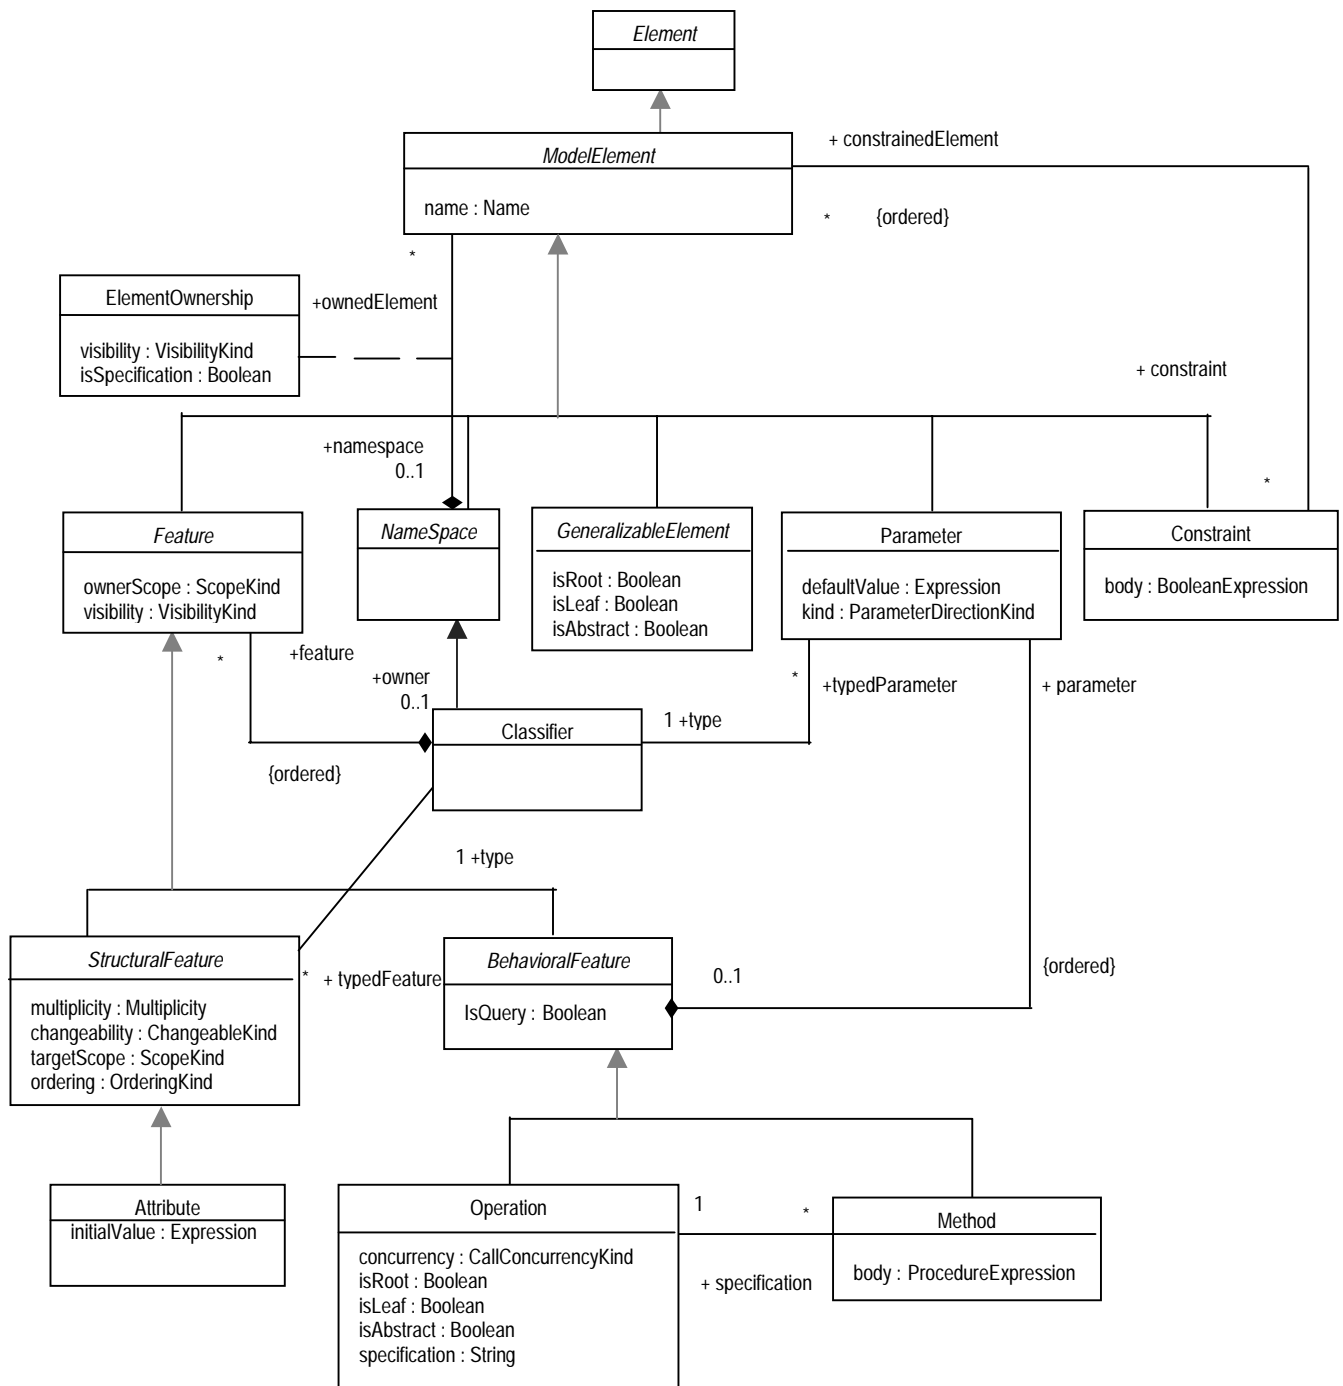 Element
ModelElement
name : Name
+ constrainedElement
*
{ordered}
*
ElementOwnership
visibility : VisibilityKind
isSpecification : Boolean
+ownedElement
+ constraint
+namespace
0..1
*
Feature
ownerScope : ScopeKind
visibility : VisibilityKind
NameSpace
GeneralizableElement
isRoot : Boolean
isLeaf : Boolean
isAbstract : Boolean
Parameter
defaultValue : Expression
kind : ParameterDirectionKind
Constraint
body : BooleanExpression
*
+feature
+owner
0..1
*
+typedParameter
+ parameter
1 +type
Classifier
{ordered}
1 +type
StructuralFeature
multiplicity : Multiplicity
changeability : ChangeableKind
targetScope : ScopeKind
ordering : OrderingKind
*
+ typedFeature
BehavioralFeature
IsQuery : Boolean
0..1
{ordered}
Attribute
initialValue : Expression
Operation
concurrency : CallConcurrencyKind
isRoot : Boolean
isLeaf : Boolean
isAbstract : Boolean
specification : String
1
*
+ specification
Method
body : ProcedureExpression